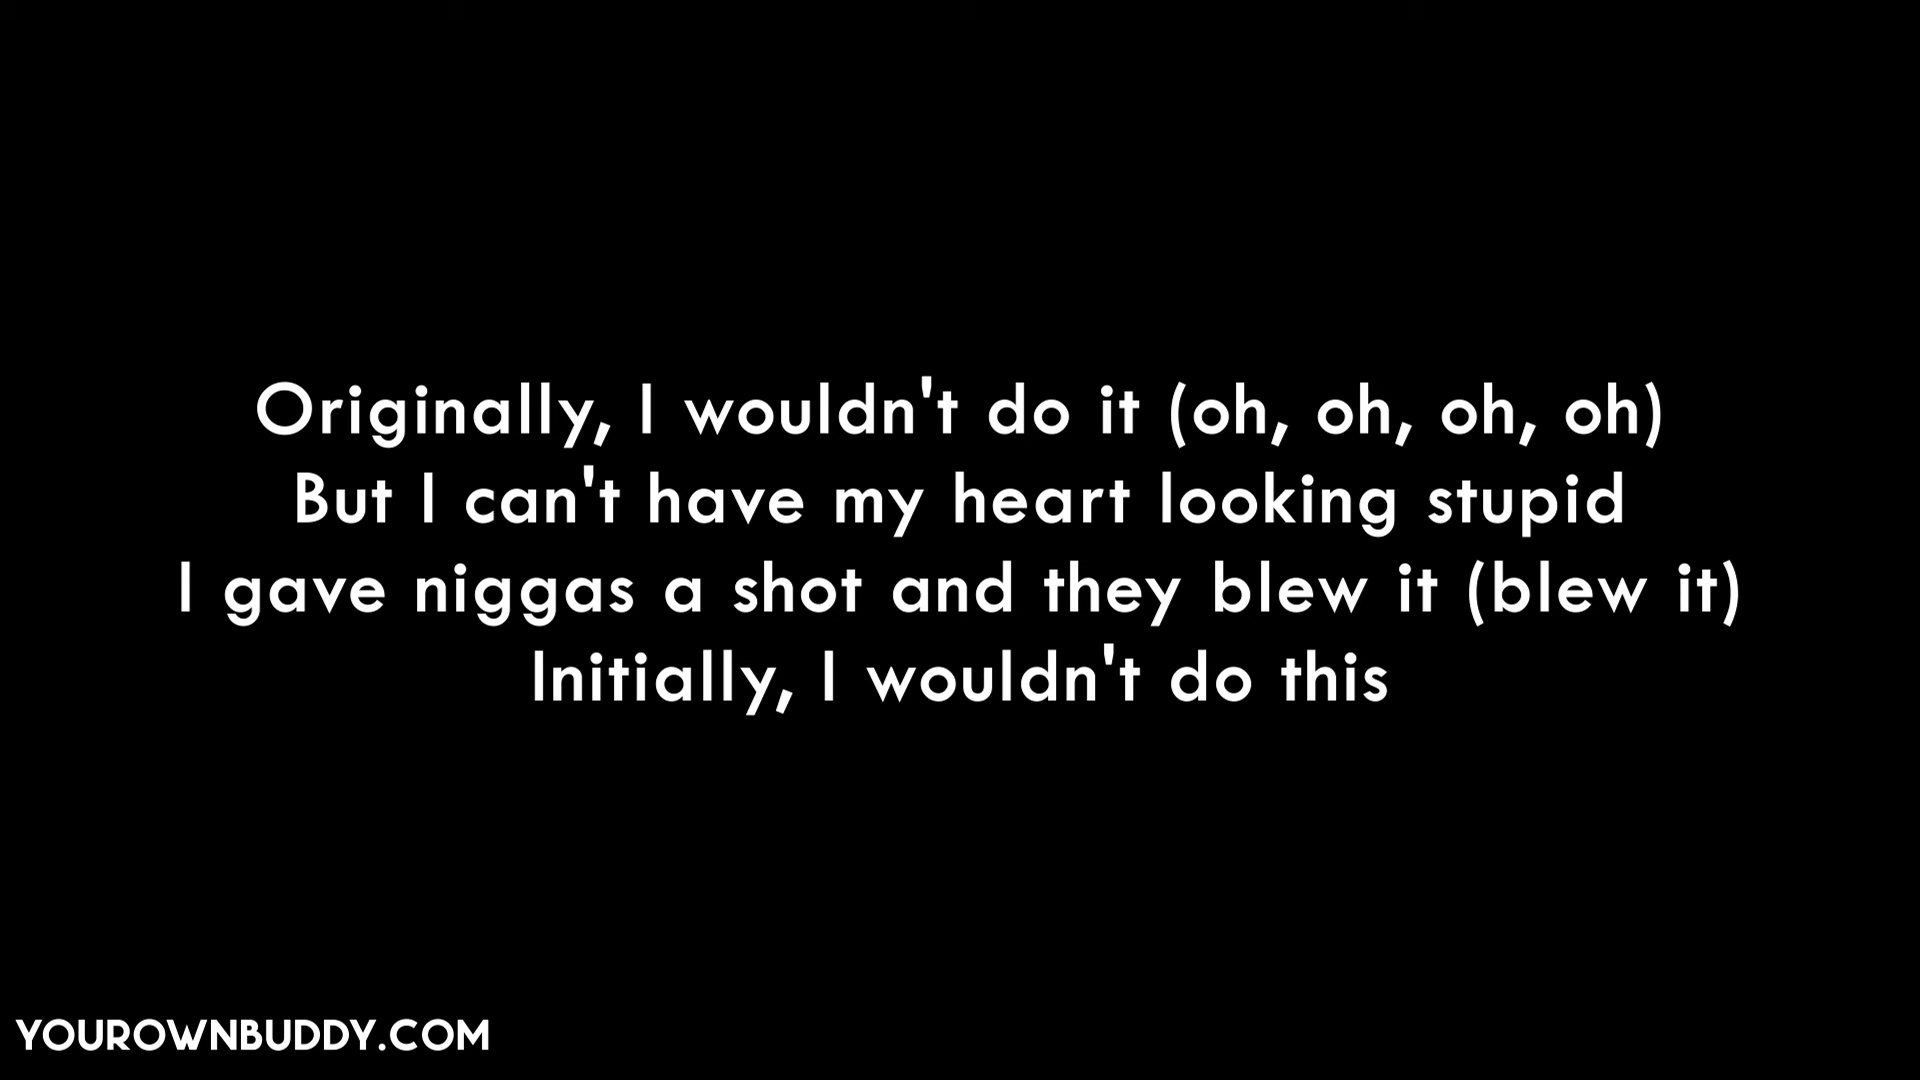 Originally, I wouldn't do it (oh, oh, oh, oh)
But I can't have my heart looking stupid
I gave niggas a shot and they blew it (blew it)
Initially, I wouldn't do this
YOUROWNBUDDY.COM